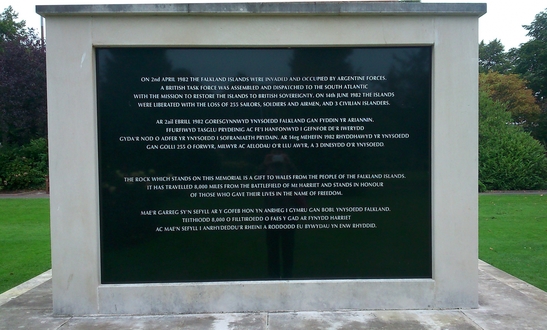 ON 2nd APRIL 1982 THE FALKLAND ISLANDS WERE INVADED AND OCCUPIED BY ARGENTINE FORCES.
A BRITISH TASK FORCE WAS ASSEMBLED AND DISPATCHED TO THE SOUTH ATLANTIC
WITH THE MISSION TO RESTORE THE ISLANDS TO BRITISH SOVEREIGNTY. ON 14th JUNE 1982 THE ISLANDS
WERE LIBERATED WITH THE LOSS OF 255 SAILORS, SOLDIERS AND AIRMEN, AND 3 CIVILIAN ISLANDERS.
AR 2ail EBRILL 1982 GORESGYNNWYD YNYSOEDD FALKLAND GAN FYDDIN YR ARIANNIN.
FFURFIWYD TASGLU PRYDEINIG AC FE'I HANFONWYD I GEFNFOR DE'R IWERYDD
GYDA'R NOD O ADFER YR YNYSOEDD I SOFRANIAETH PRYDAIN. AR 14eg MEHEFIN 1982 RHYDDHAWYD YR YNYSOEDD
GAN GOLLI 255 O FORWYR, MILWYR AC AELODAU O'R LLU AWYR, A 3 DINESYDD O'R YNYSOEDD.
THE ROCK WHICH STANDS ON THIS MEMORIAL IS A GIFT TO WALES FROM THE PEOPLE OF THE FALKLAND ISLANDS.
IT HAS TRAVELLED 8,000 MILES FROM THE BATTLEFIELD OF Mt HARRIET AND STANDS IN HONOUR
OF THOSE WHO GAVE THEIR LIVES IN THE NAME OF FREEDOM.
MAE'R GARREG SY'N SEFYLL AR Y GOFEB HON YN ANRHEG I GYMRU GAN BOBL YNYSOEDD FALKLAND.
TEITHIODD 8,000 O FILLTIROEDD O FAES Y GAD AR FYNYDD HARRIET
AC MAE'N SEFYLL I ANRHYDEDDU'R RHEINI A RODDODD EU BYWYDAU YN ENW RHYDDID.